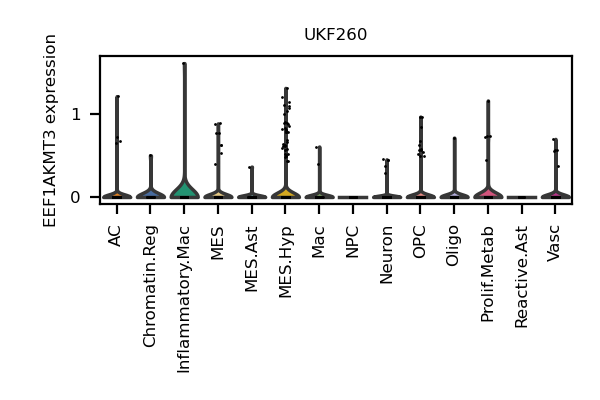 UKF260
EEF1AKMT3 expression
1
0
AC
Chromatin.Reg
Inflammatory.Mac
MES
MES.Ast
MES.Hyp
Mac
NPC
Neuron
OPC
Oligo
Prolif.Metab
Reactive.Ast
Vasc